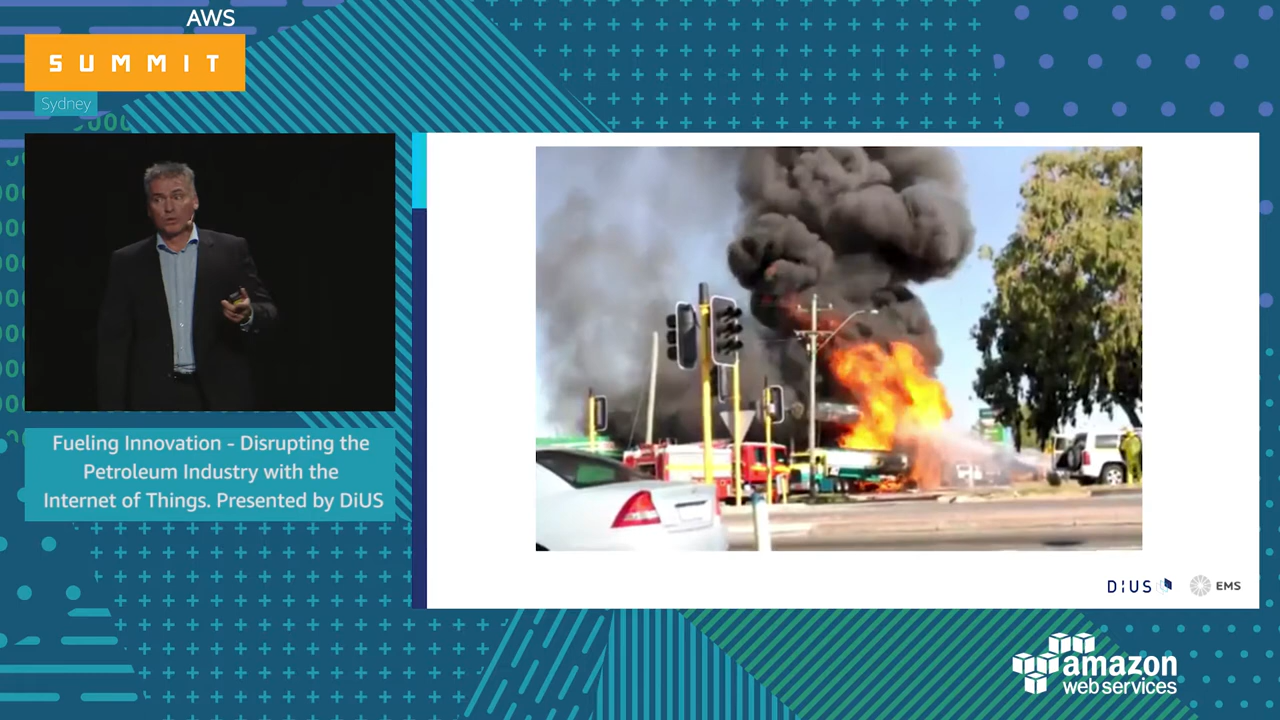 AWS
SUMMIT
Sydney
Fueling Innovation - Disrupting the
Petroleum Industry with the
Internet of Things. Presented by DiUS
DiUS
EMS
amazon
web services